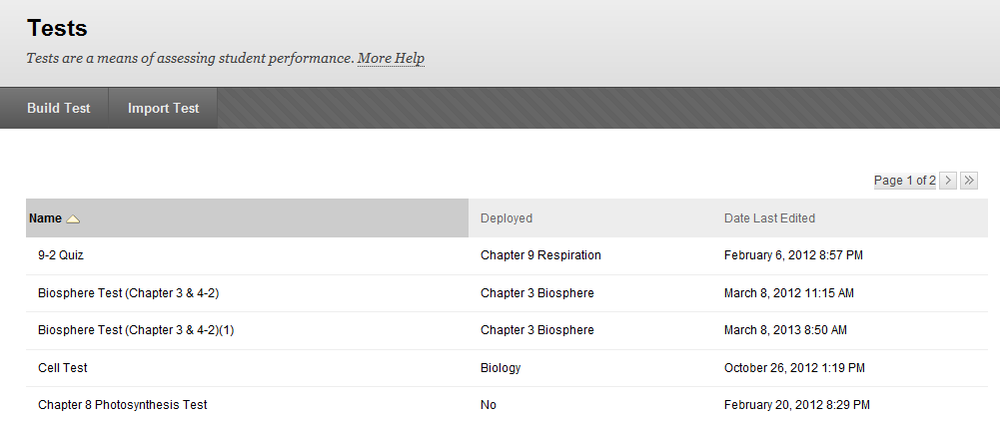 Tests
Tests are a means of assessing student performance. More Help
Build Test Import Test
Page 1 of 2
Name Deployed Date Last Edited
9-2 Quiz Chapter 9 Respiration February 6, 2012 8:57 PM
Biosphere Test (Chapter 3 & 4-2) Chapter 3 Biosphere March 8, 2012 11:15 AM
Biosphere Test (Chapter 3 & 4-2)(1) Chapter 3 Biosphere March 8, 2013 8:50 AM
Cell Test Biology October 26, 2012 1:19 PM
Chapter 8 Photosynthesis Test No February 20, 2012 8:29 PM